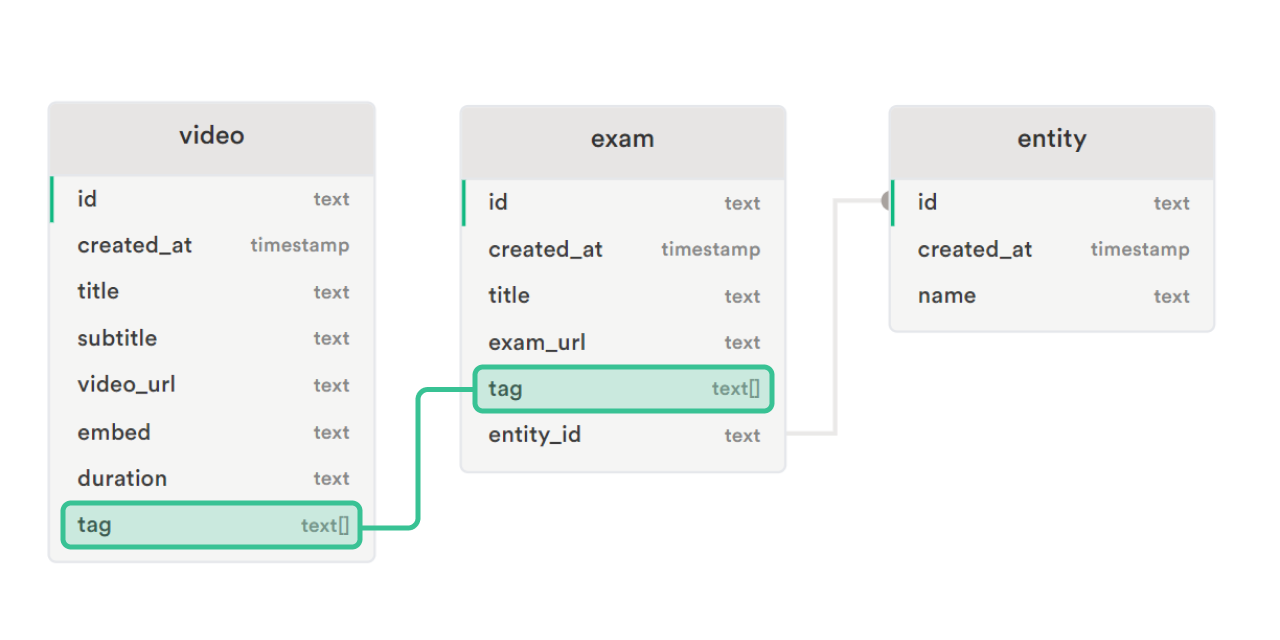 video
id text
created_at timestamp
title text
subtitle text
video_url text
embed text
duration text
tag text[]
exam
id text
created_at timestamp
title text
exam_url text
tag text[]
entity_id text
entity
id text
created_at timestamp
name text